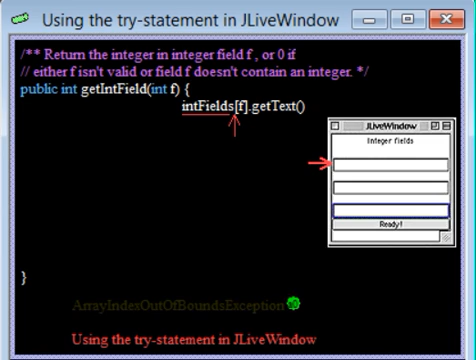 Using the try-statement in JLiveWindow
/** Return the integer in integer field f , or 0 if
// either f isn't valid or field f doesn't contain an integer. */
public int getIntField(int f) {
intFields[f].getText()
JLiveWindow
Integer fields
Ready!
}
ArrayIndexOutOfBoundsException
Using the try-statement in JLiveWindow